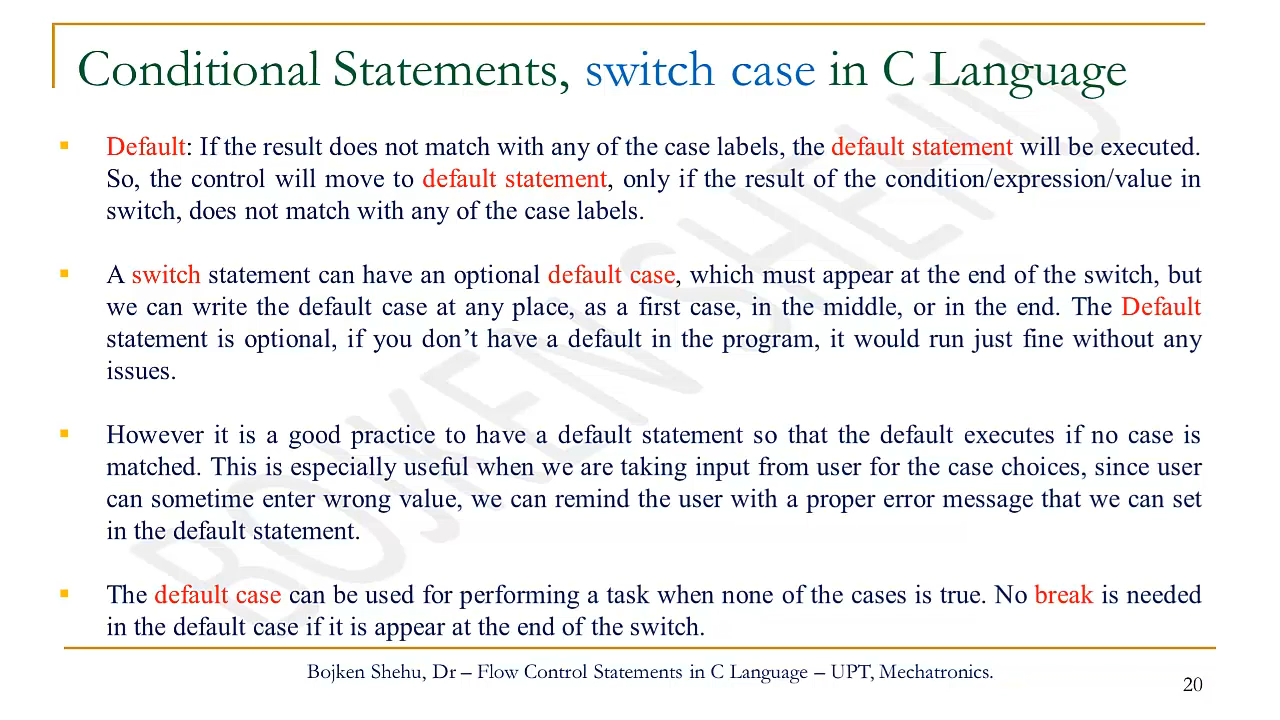 Conditional Statements, switch case in C Language
▪ Default: If the result does not match with any of the case labels, the default statement will be executed.
So, the control will move to default statement, only if the result of the condition/expression/value in
switch, does not match with any of the case labels.
▪ A switch statement can have an optional default case, which must appear at the end of the switch, but
we can write the default case at any place, as a first case, in the middle, or in the end. The Default
statement is optional, if you don’t have a default in the program, it would run just fine without any
issues.
▪ However it is a good practice to have a default statement so that the default executes if no case is
matched. This is especially useful when we are taking input from user for the case choices, since user
can sometime enter wrong value, we can remind the user with a proper error message that we can set
in the default statement.
▪ The default case can be used for performing a task when none of the cases is true. No break is needed
in the default case if it is appear at the end of the switch.
BOJKEN SHEHU
Bojken Shehu, Dr – Flow Control Statements in C Language – UPT, Mechatronics.
20